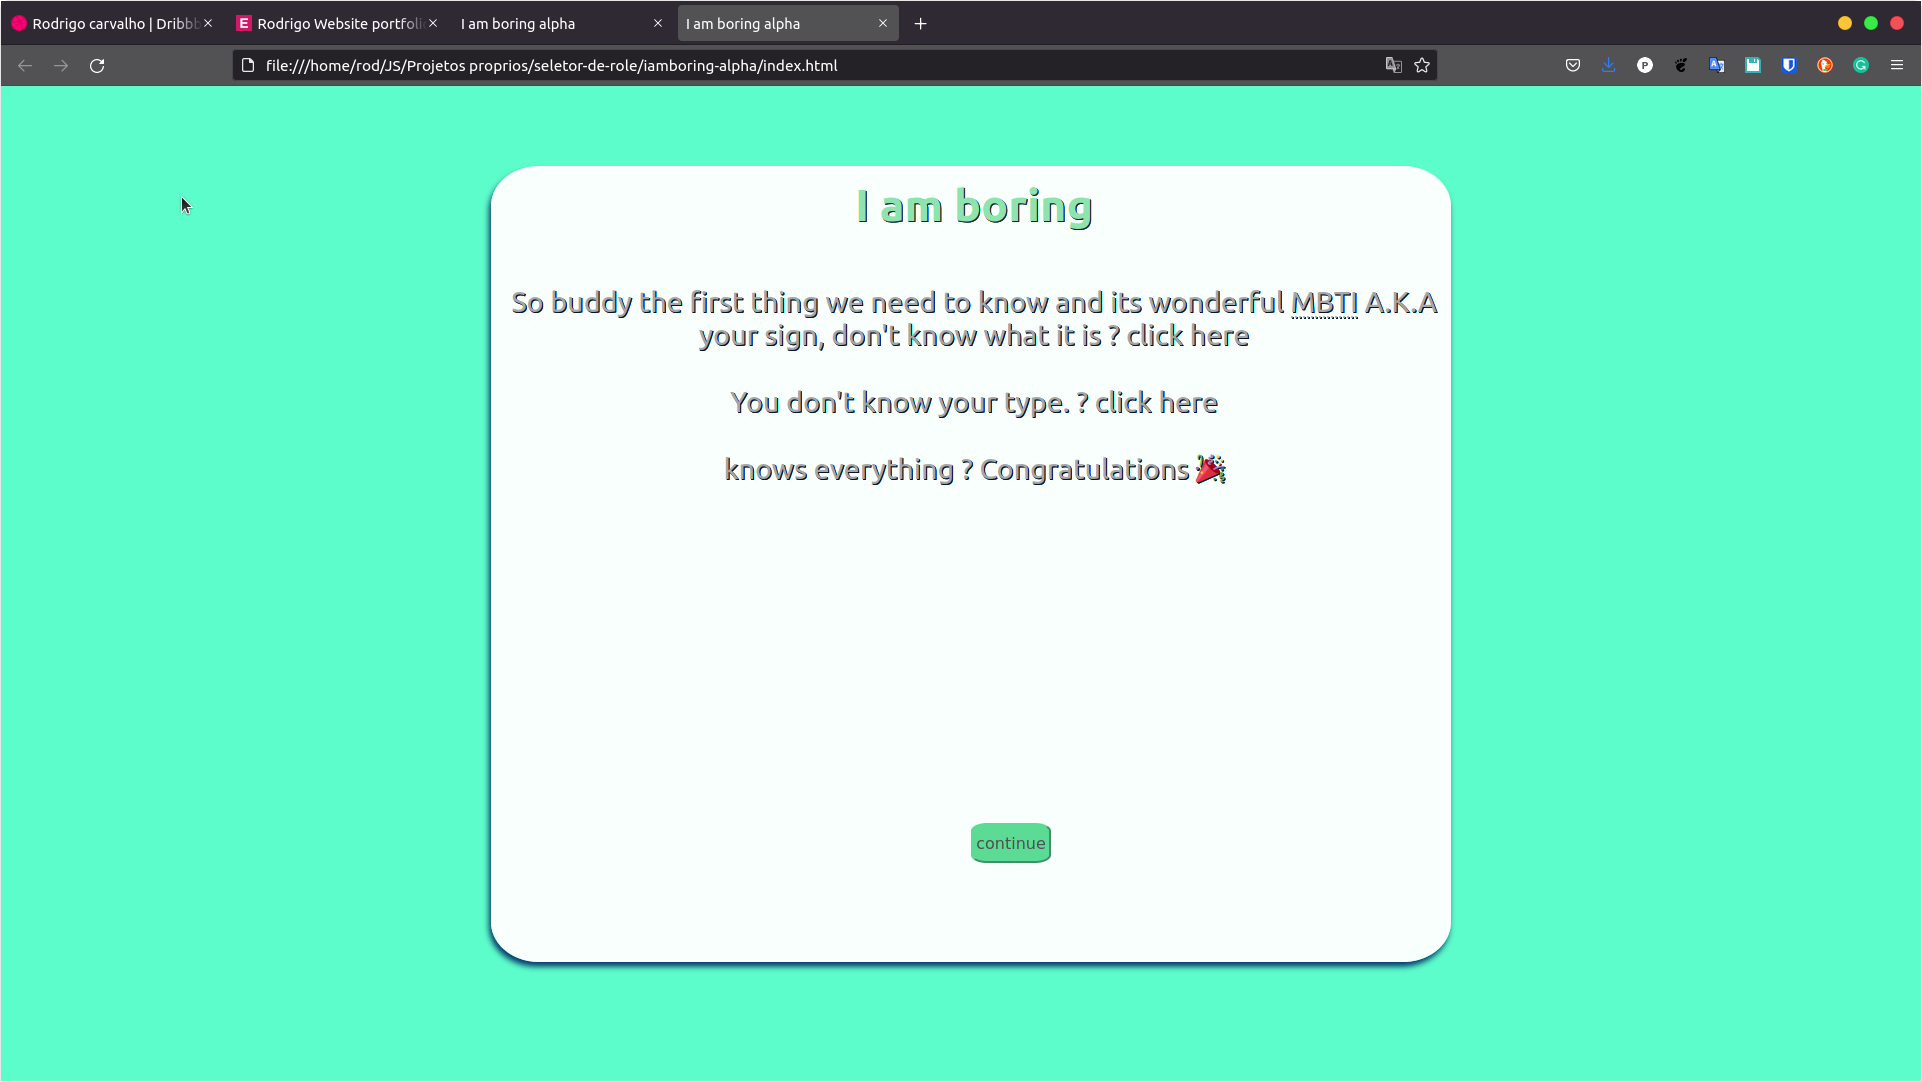 Rodrigo carvalho | Dribbb
Rodrigo Website portfoli
I am boring alpha
I am boring alpha
file:///home/rod/JS/Projetos proprios/seletor-de-role/iamboring-alpha/index.html
I am boring
So buddy the first thing we need to know and its wonderful MBTI A.K.A
your sign, don't know what it is ? click here
You don't know your type. ? click here
knows everything ? Congratulations 🎉
continue